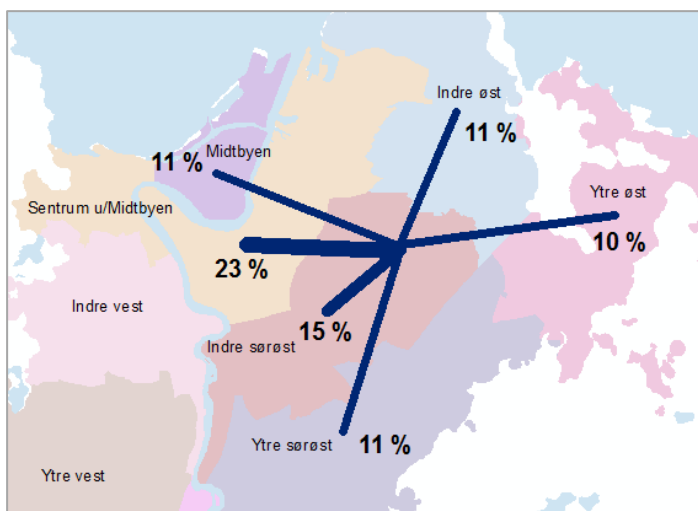 Indre øst
11 %
Midtbyen
11 %
Ytre øst
Sentrum u/Midtbyen
10 %
23 %
Indre vest
15 %
Indre sørøst
Ytre sørøst
11 %
Ytre vest